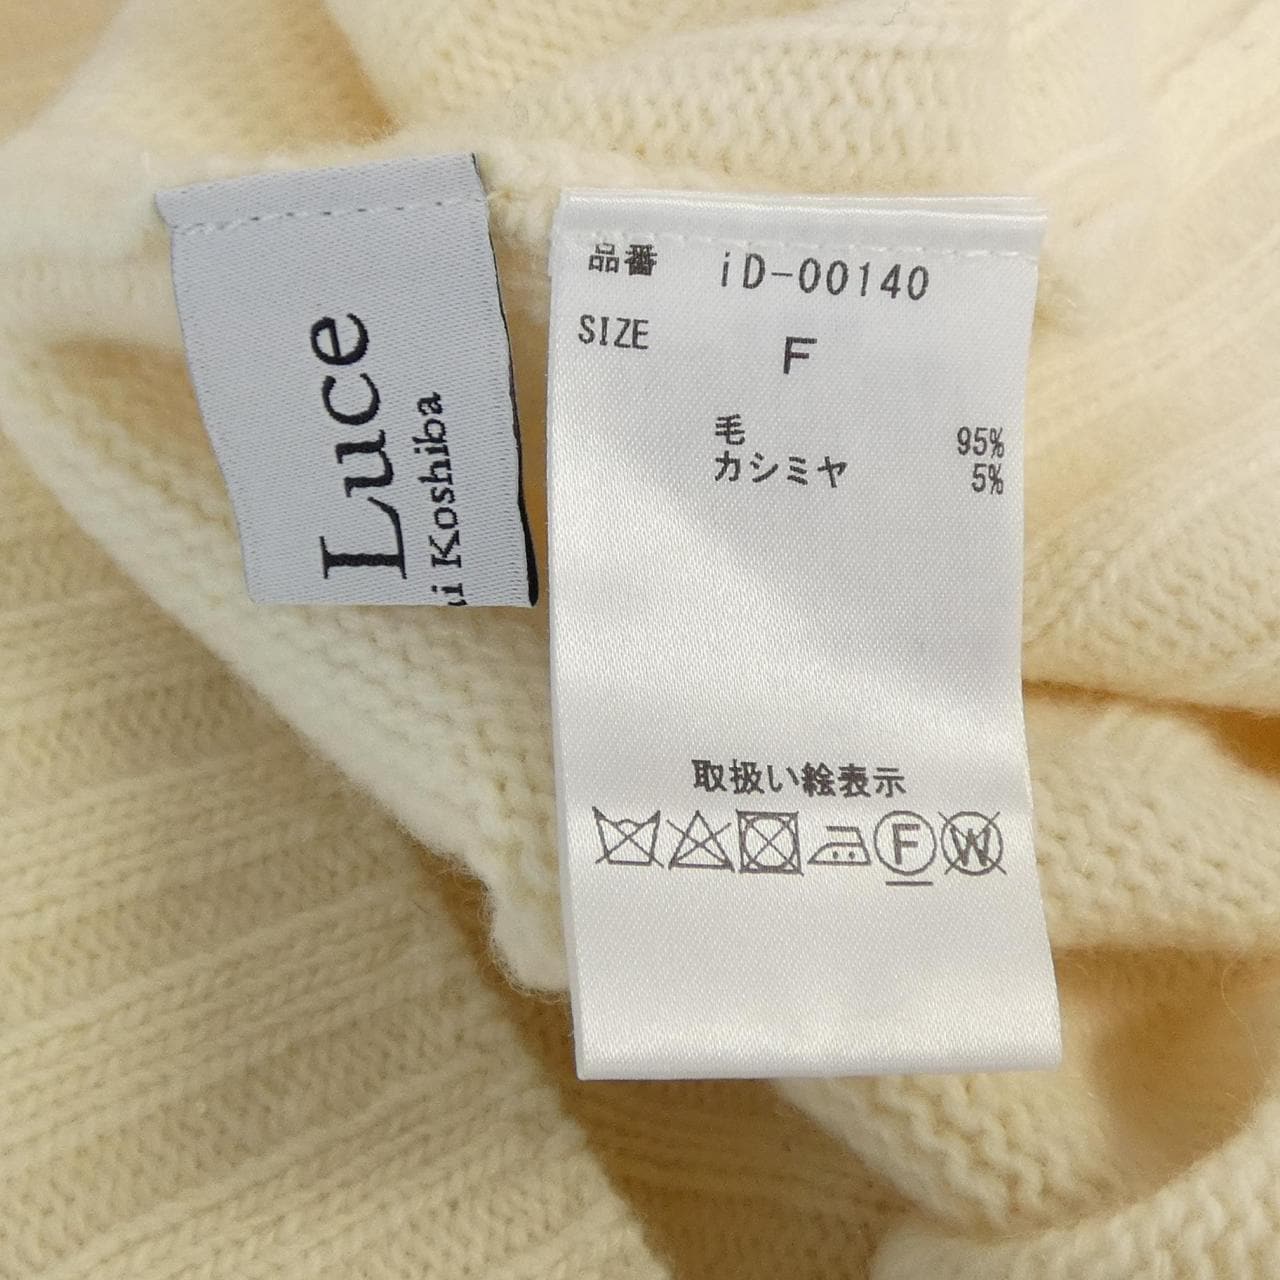 Luce
i Koshiba
品番 iD-00140
SIZE F
毛 95%
カシミヤ 5%
取扱い絵表示
F W